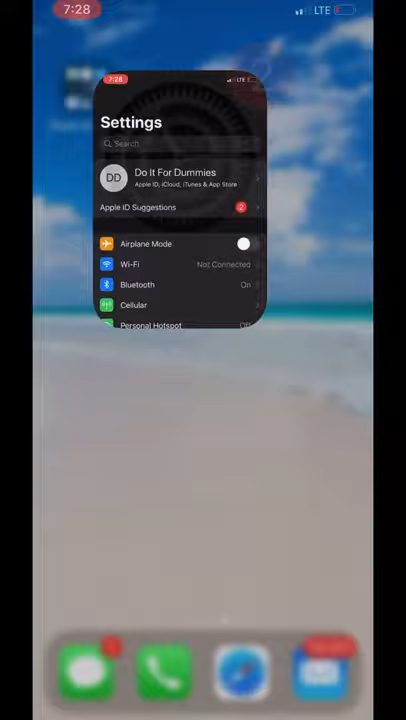 7:28
LTE
7:28
Settings
Search
DD
Do It For Dummies
Apple ID, iCloud, iTunes & App Store
Apple ID Suggestions
2
Airplane Mode
Wi-Fi
Not Connected
Bluetooth
On
Cellular
Personal Hotspot
Off